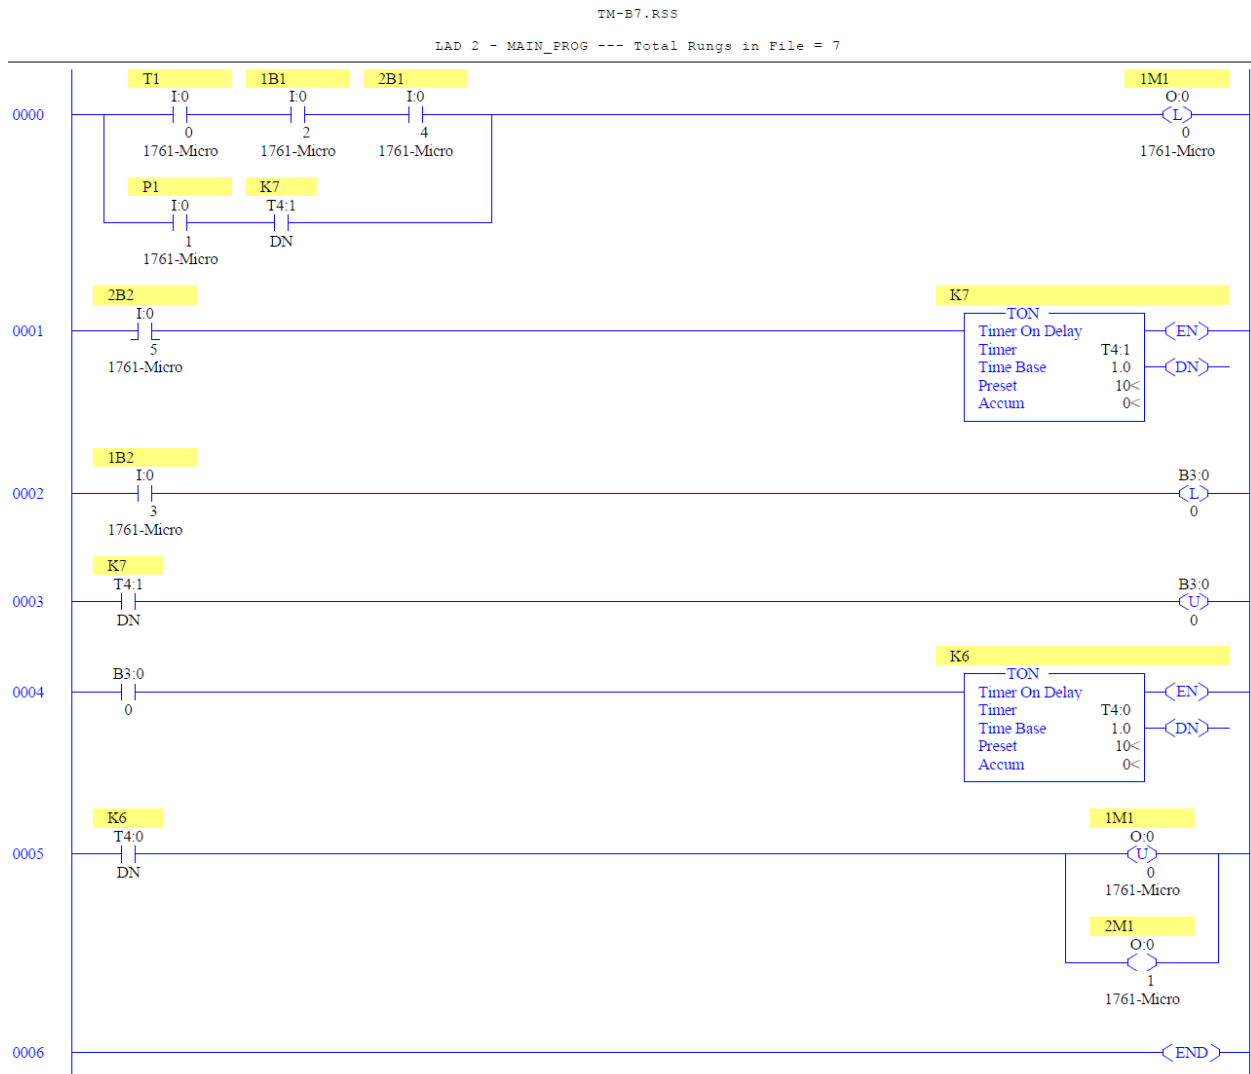 TM-B7.RSS
LAD 2 - MAIN_PROG --- Total Rungs in File = 7
T1 1B1 2B1 1M1
I:0 I:0 I:0 O:0
0000 L
0 2 4 0
1761-Micro 1761-Micro 1761-Micro 1761-Micro
P1 K7
I:0 T4:1
1 DN
1761-Micro
2B2 K7
I:0 TON
0001 Timer On Delay EN
5 Timer T4:1
1761-Micro Time Base 1.0 DN
Preset 10<
Accum 0<
1B2
I:0 B3:0
0002 L
3 0
1761-Micro
K7
T4:1 B3:0
0003 U
DN 0
K6
B3:0 TON
0004 Timer On Delay EN
0 Timer T4:0
Time Base 1.0 DN
Preset 10<
Accum 0<
K6 1M1
T4:0 O:0
0005 U
DN 0
1761-Micro
2M1
O:0
1
1761-Micro
0006 END